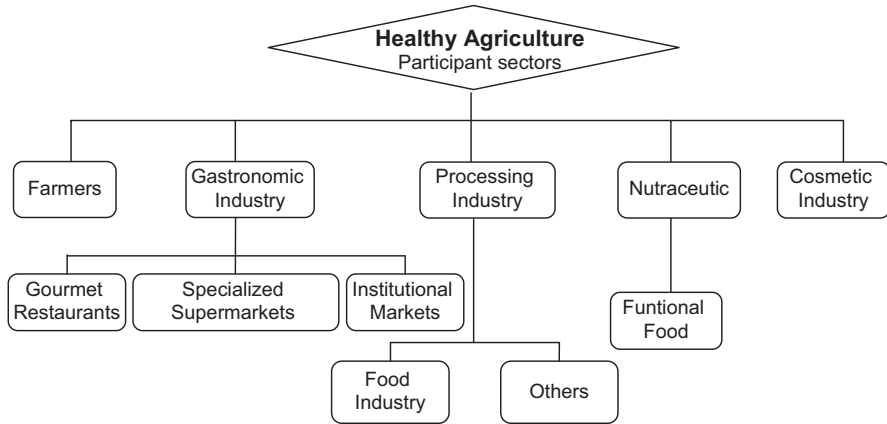 Healthy Agriculture
Participant sectors
Farmers
Gastronomic
Industry
Processing
Industry
Nutraceutic
Cosmetic
Industry
Gourmet
Restaurants
Specialized
Supermarkets
Institutional
Markets
Funtional
Food
Food
Industry
Others